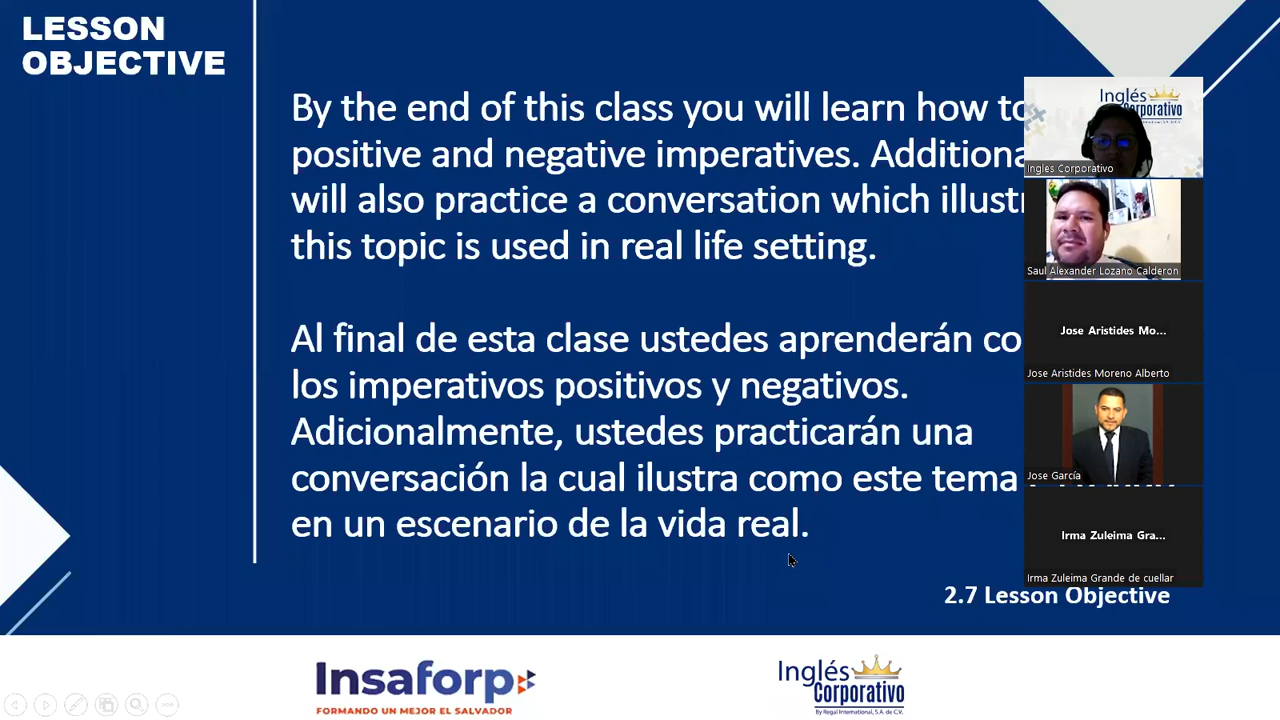 LESSON
OBJECTIVE
By the end of this class you will learn how to
positive and negative imperatives.
will also practice a conversation which
this topic is used in real life setting.
Al final de esta clase ustedes aprenderán
los imperativos positivos y negativos.
Adicionalmente, ustedes practicarán una
conversación la cual ilustra como este tema
en un escenario de la vida real.
2.7 Lesson Objective
Inglés
Corporativo
Ingles Corporativo
Saul Alexander Lozano Calderon
Jose Aristides Mo...
Jose Aristides Moreno Alberto
Jose García
Irma Zuleima Gra...
Irma Zuleima Grande de cuellar
Insaforp
FORMANDO UN MEJOR EL SALVADOR
Inglés
Corporativo
By Regal International, S.A. de C.V.